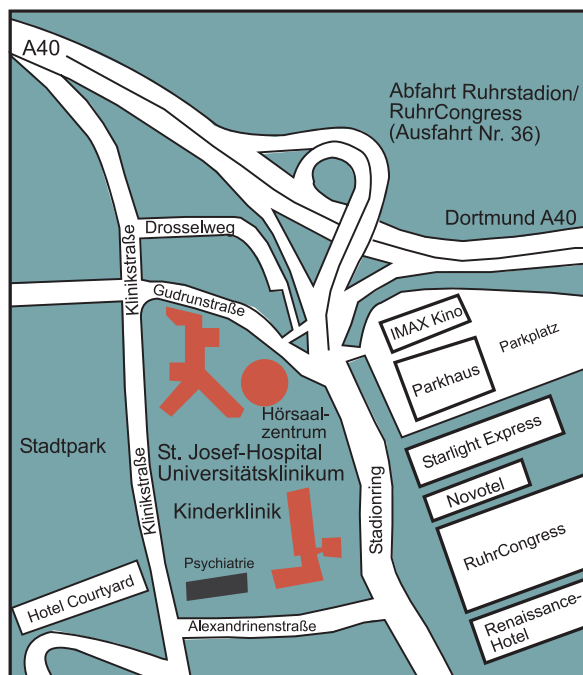 A40
Abfahrt Ruhrstadion/
RuhrCongress
(Ausfahrt Nr. 36)
Dortmund A40
Drosselweg
Klinikstraße
Gudrunstraße
IMAX Kino
Parkplatz
Parkhaus
Hörsaal-
zentrum
Stadtpark
St. Josef-Hospital
Universitätsklinikum
Starlight Express
Klinikstraße
Novotel
Kinderklinik
Stadionring
RuhrCongress
Psychiatrie
Hotel Courtyard
Alexandrinenstraße
Renaissance-
Hotel